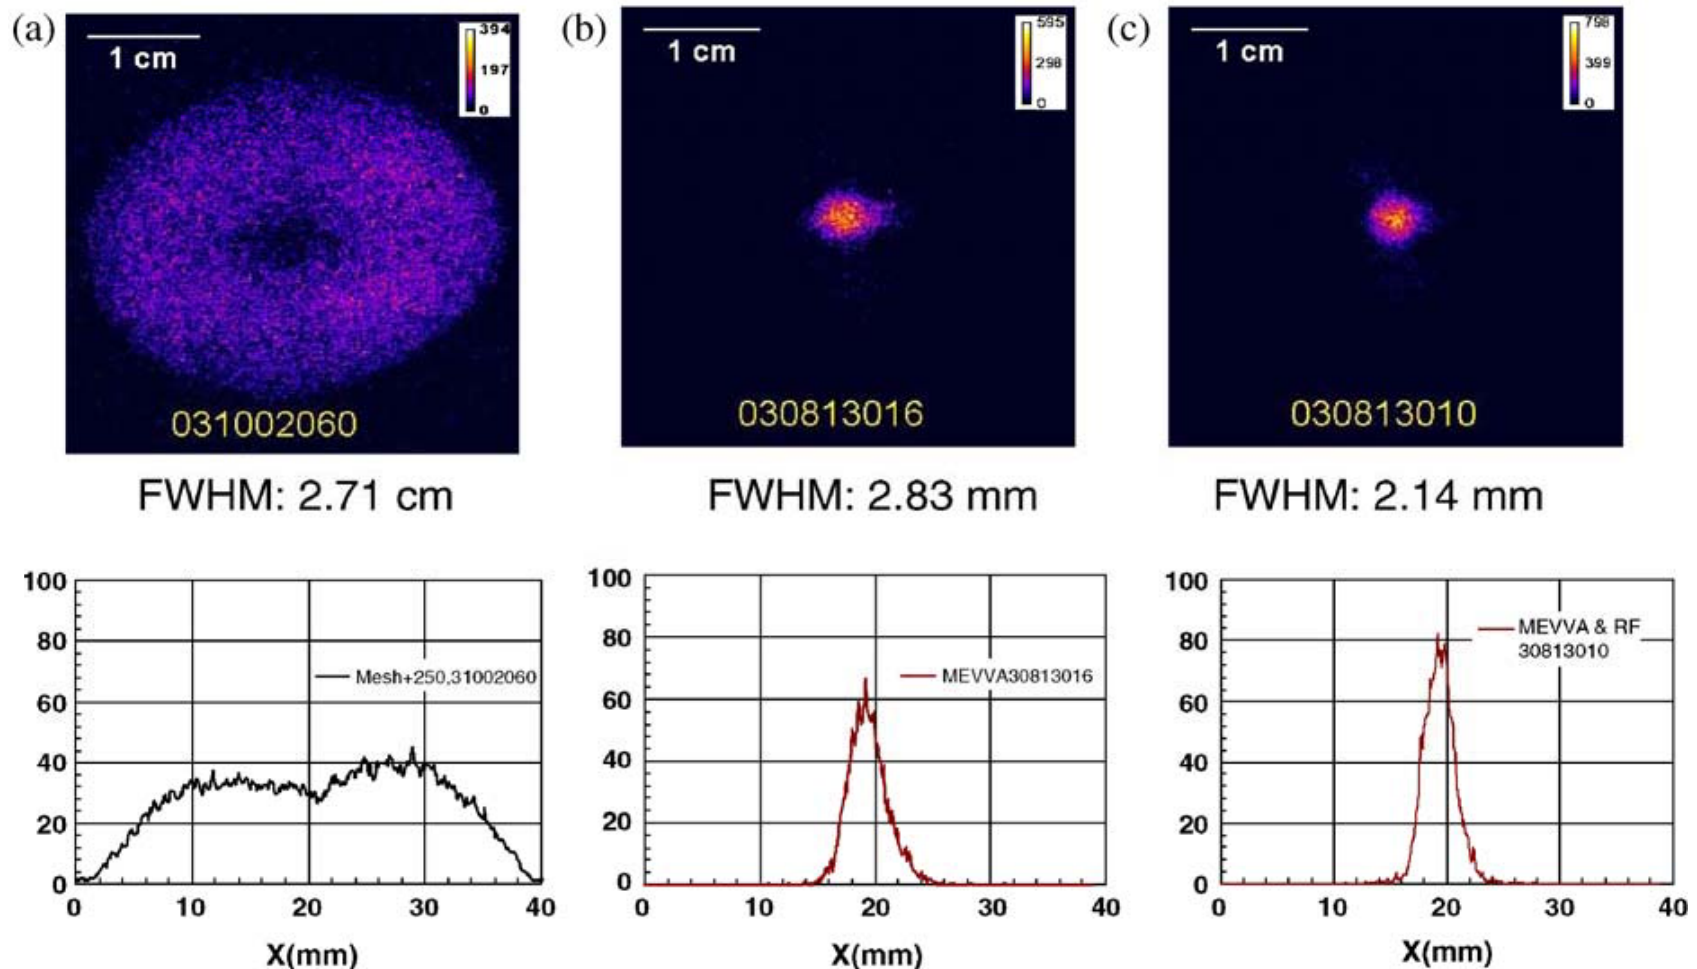 (a)
1 cm
394
197
0
031002060
FWHM: 2.71 cm
(b)
1 cm
595
298
0
030813016
FWHM: 2.83 mm
(c)
1 cm
798
399
0
030813010
FWHM: 2.14 mm
100
80
60
40
20
0
Mesh+250,31002060
0 10 20 30 40
X(mm)
100
80
60
40
20
0
MEVVA30813016
0 10 20 30 40
X(mm)
100
80
60
40
20
0
MEVVA & RF
30813010
0 10 20 30 40
X(mm)